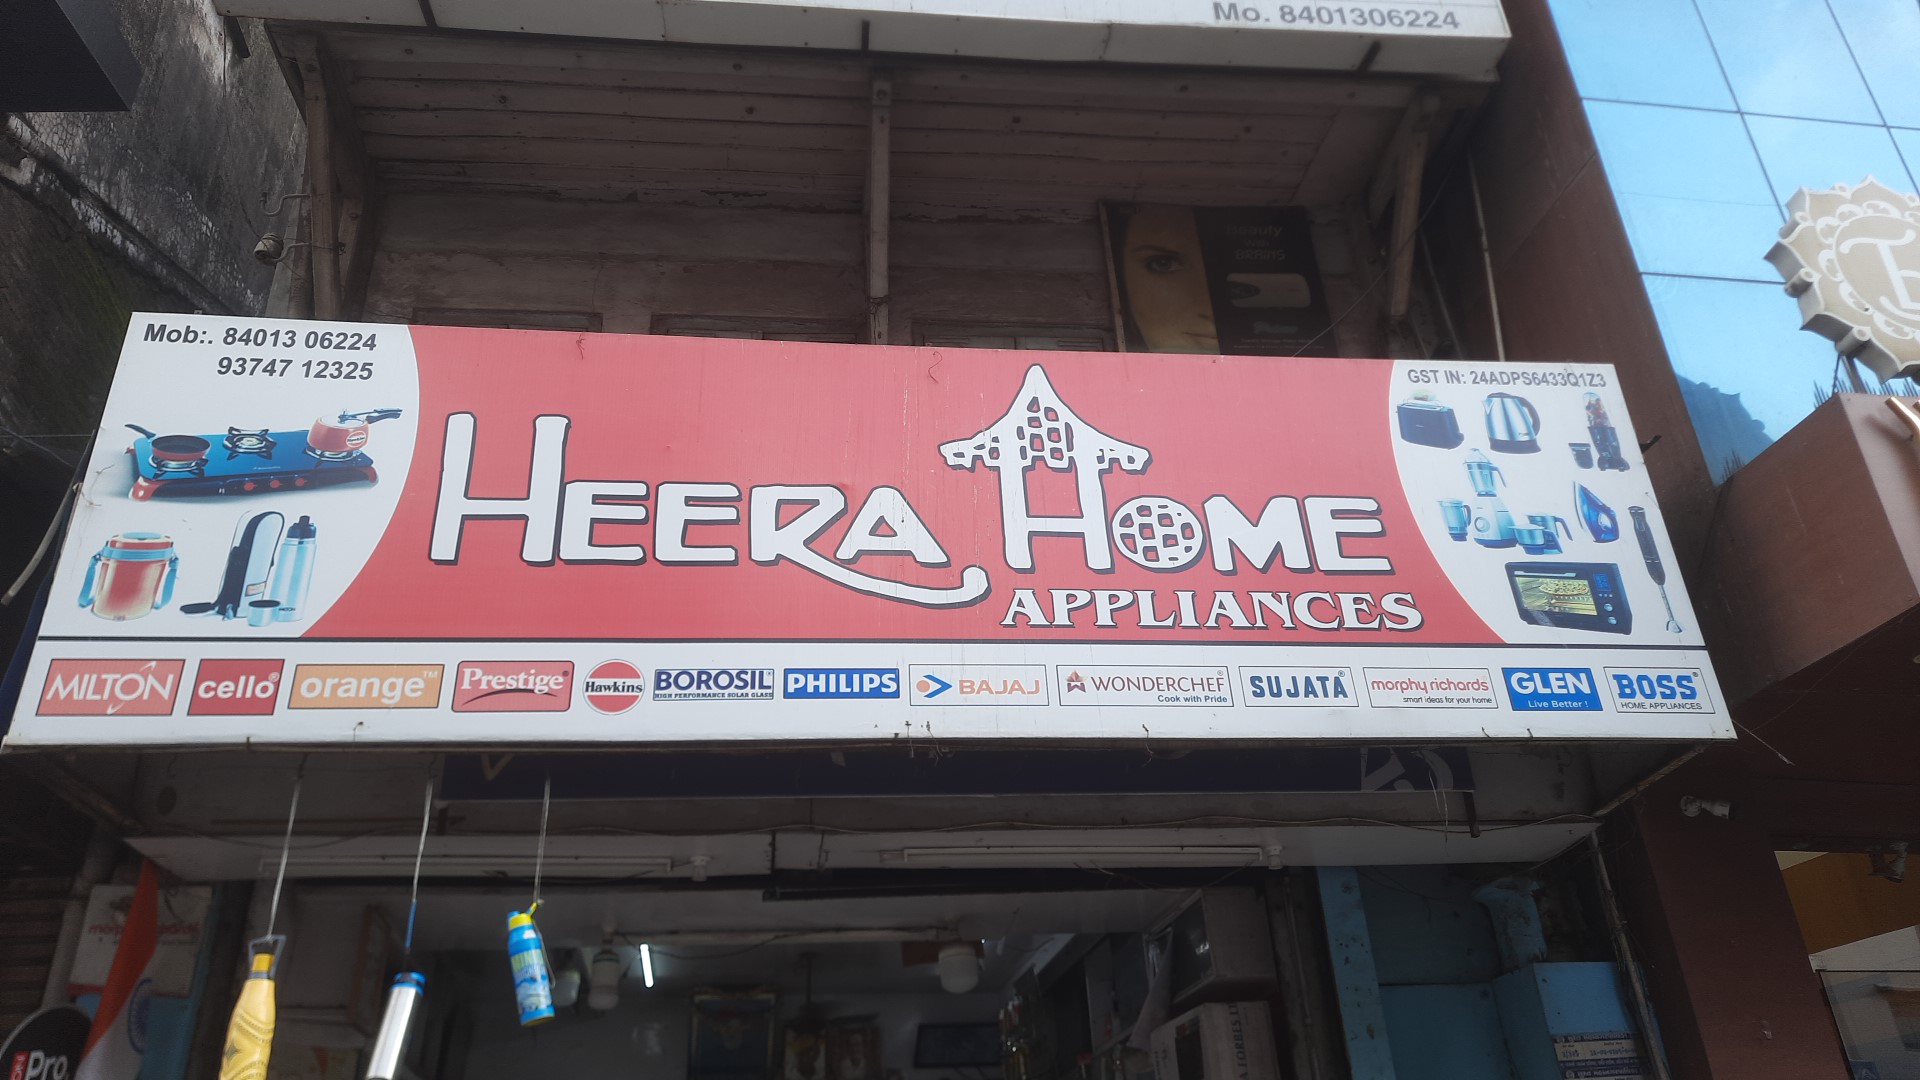 Mo. 8401306224
Mob:. 84013 06224
93747 12325
GST IN: 24ADPS6433Q1Z3
HEERA HOME
APPLIANCES
MILTON
cello®
orange™
Prestige
Hawkins
BOROSIL®
HIGH PERFORMANCE SOLAR GLASS
PHILIPS
BAJAJ
WONDERCHEF®
Cook with Pride
SUJATA®
morphy richards
smart ideas for your home
GLEN®
Live Better !
BOSS®
HOME APPLIANCES
Pro